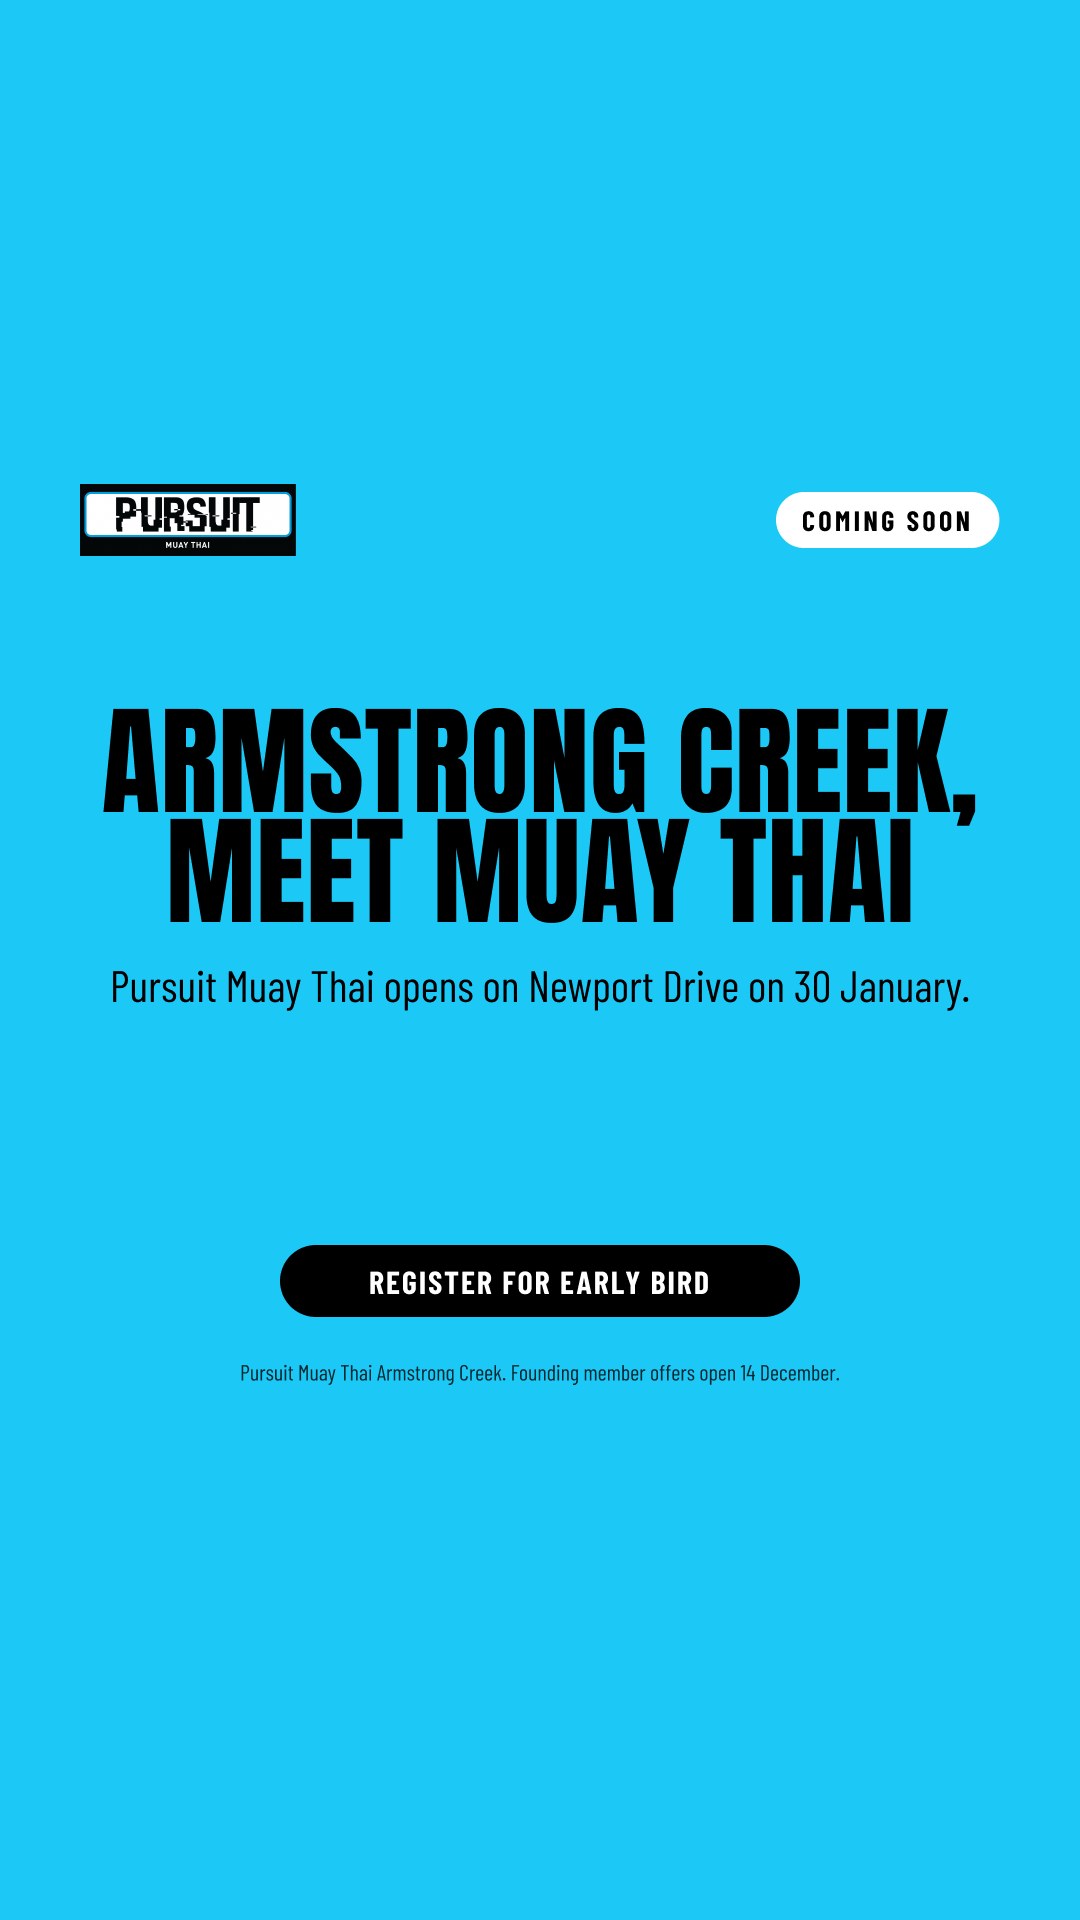 PURSUIT
MUAY THAI
COMING SOON
ARMSTRONG CREEK,
MEET MUAY THAI
Pursuit Muay Thai opens on Newport Drive on 30 January.
REGISTER FOR EARLY BIRD
Pursuit Muay Thai Armstrong Creek. Founding member offers open 14 December.